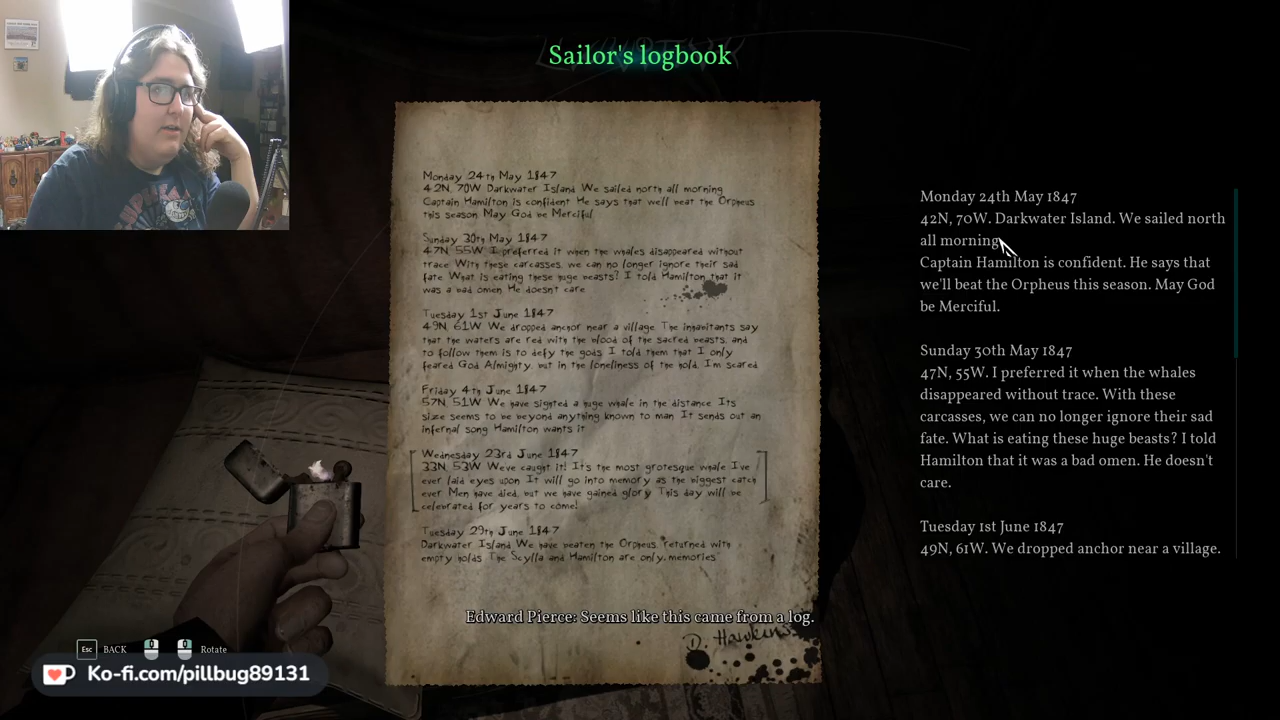 Sailor's logbook
Monday 24th May 1847
42N, 70W Darkwater Island We sailed north all morning
Captain Hamilton is confident He says that we'll beat the Orpheus
this season May God be Merciful
Sunday 30th May 1847
47N 55W I preferred it when the whales disappeared without
trace With these carcasses, we can no longer ignore their sad
fate What is eating these huge beasts? I told Hamilton that it
was a bad omen He doesn't care
Tuesday 1st June 1847
49N, 61W We dropped anchor near a village The inhabitants say
that the waters are red with the blood of the sacred beasts, and
to follow them is to defy the gods I told them that I only
feared God Almighty, but in the loneliness of the hold, I'm scared
Friday 4th June 1847
57N 51W We have sighted a huge whale in the distance Its
size seems to be beyond anything known to man It sends out an
infernal song Hamilton wants it
Wednesday 23rd June 1847
33N, 53W We've caught it! It's the most grotesque whale I've
ever laid eyes upon It will go into memory as the biggest catch
ever Men have died, but we have gained glory This day will be
celebrated for years to come!
Tuesday 29th June 1847
Darkwater Island We have beaten the Orpheus, returned with
empty holds The Scylla and Hamilton are only memories
D. Hawkins
Monday 24th May 1847
42N, 70W. Darkwater Island. We sailed north
all morning.
Captain Hamilton is confident. He says that
we'll beat the Orpheus this season. May God
be Merciful.
Sunday 30th May 1847
47N, 55W. I preferred it when the whales
disappeared without trace. With these
carcasses, we can no longer ignore their sad
fate. What is eating these huge beasts? I told
Hamilton that it was a bad omen. He doesn't
care.
Tuesday 1st June 1847
49N, 61W. We dropped anchor near a village.
Edward Pierce: Seems like this came from a log.
Esc BACK Rotate
Ko-fi.com/pillbug89131